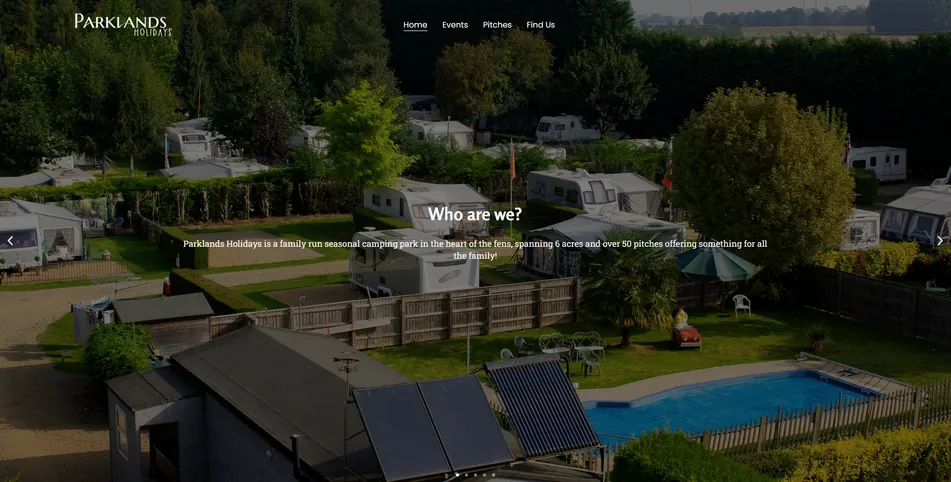 PARKLANDS
HOLIDAYS
Home Events Pitches Find Us
Who are we?
Parklands Holidays is a family run seasonal camping park in the heart of the fens, spanning 6 acres and over 50 pitches offering something for all
the family!